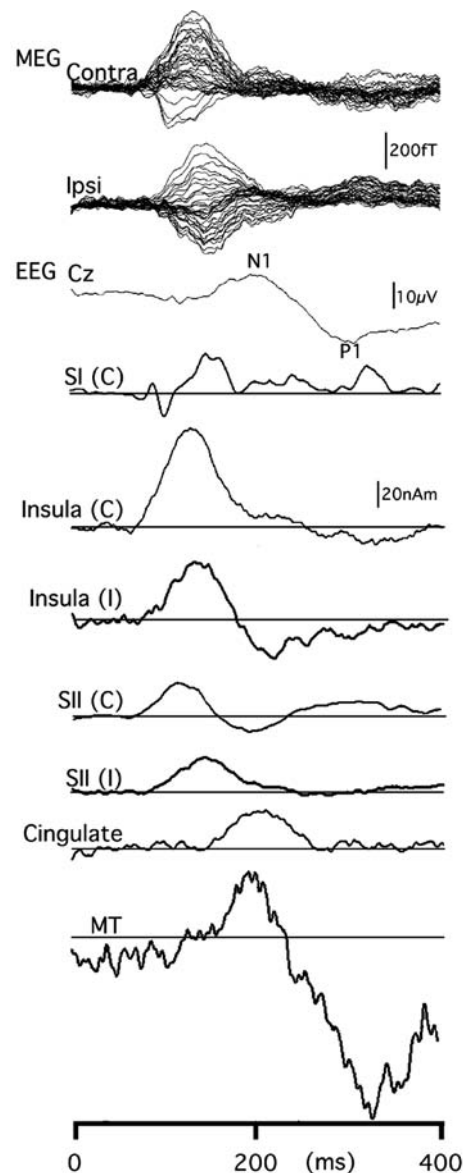 MEG Contra
200fT
Ipsi
EEG Cz
N1
10μV
P1
SI (C)
20nAm
Insula (C)
Insula (I)
SII (C)
SII (I)
Cingulate
MT
0 200 (ms) 400